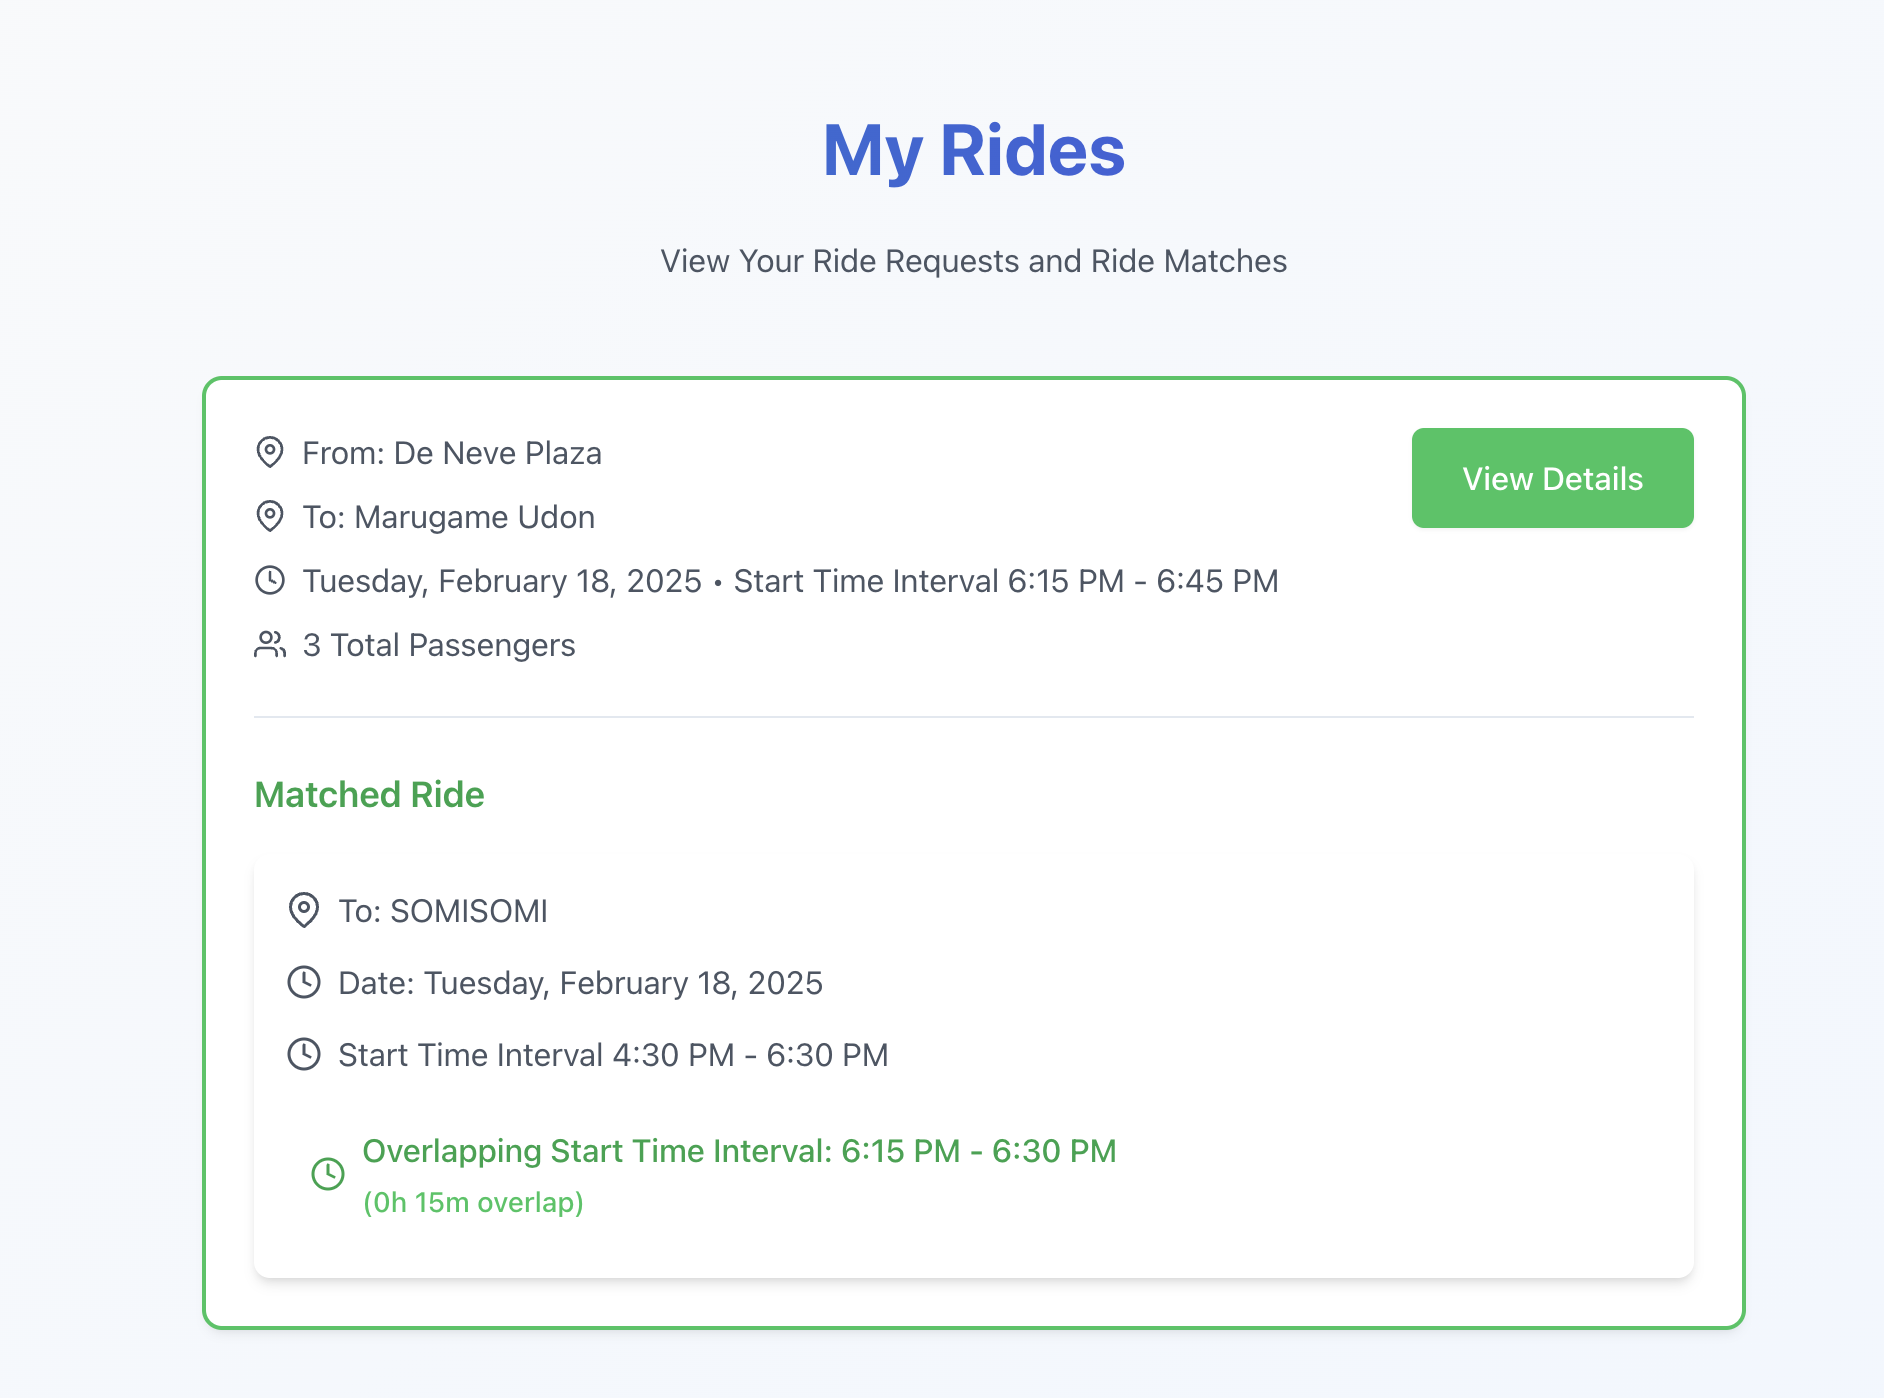 My Rides
View Your Ride Requests and Ride Matches
From: De Neve Plaza
View Details
To: Marugame Udon
Tuesday, February 18, 2025 • Start Time Interval 6:15 PM - 6:45 PM
3 Total Passengers
Matched Ride
To: SOMISOMI
Date: Tuesday, February 18, 2025
Start Time Interval 4:30 PM - 6:30 PM
Overlapping Start Time Interval: 6:15 PM - 6:30 PM
(0h 15m overlap)